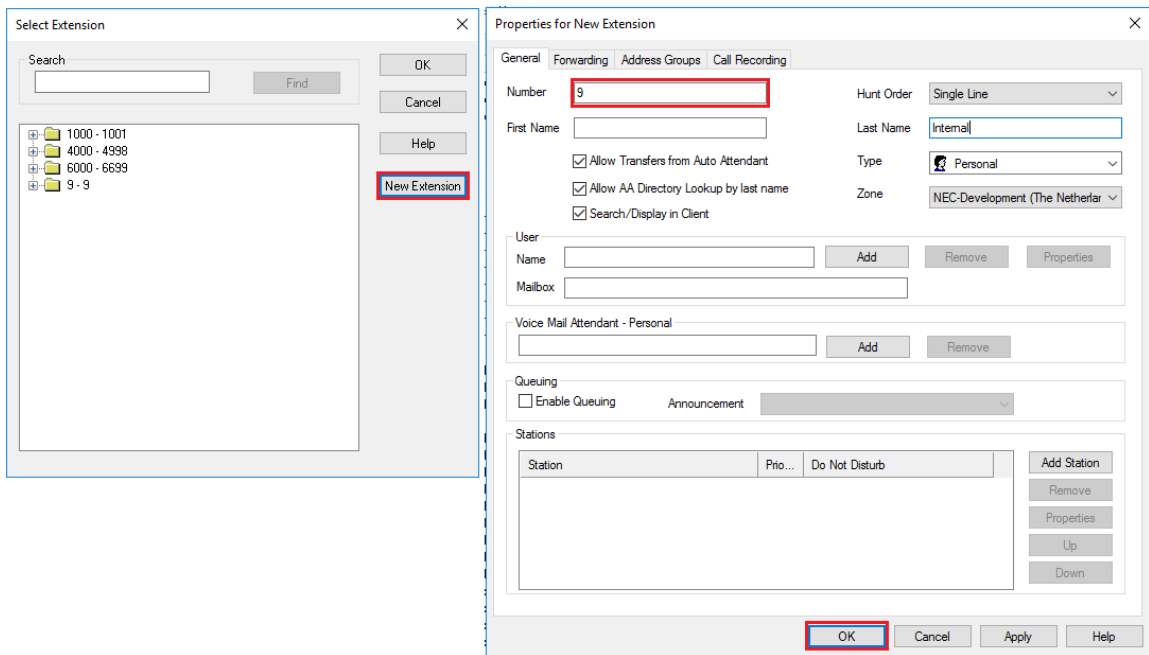 Select Extension
Search
Find
OK
Cancel
Help
New Extension
1000 - 1001
4000 - 4998
6000 - 6699
9 - 9
Properties for New Extension
General Forwarding Address Groups Call Recording
Number 9 Hunt Order Single Line
First Name Last Name Internal
Allow Transfers from Auto Attendant Type Personal
Allow AA Directory Lookup by last name Zone NEC-Development (The Netherlar
Search/Display in Client
User
Name Add Remove Properties
Mailbox
Voice Mail Attendant - Personal
Add Remove
Queuing
Enable Queuing Announcement
Stations
Station Prio... Do Not Disturb
Add Station
Remove
Properties
Up
Down
OK Cancel Apply Help